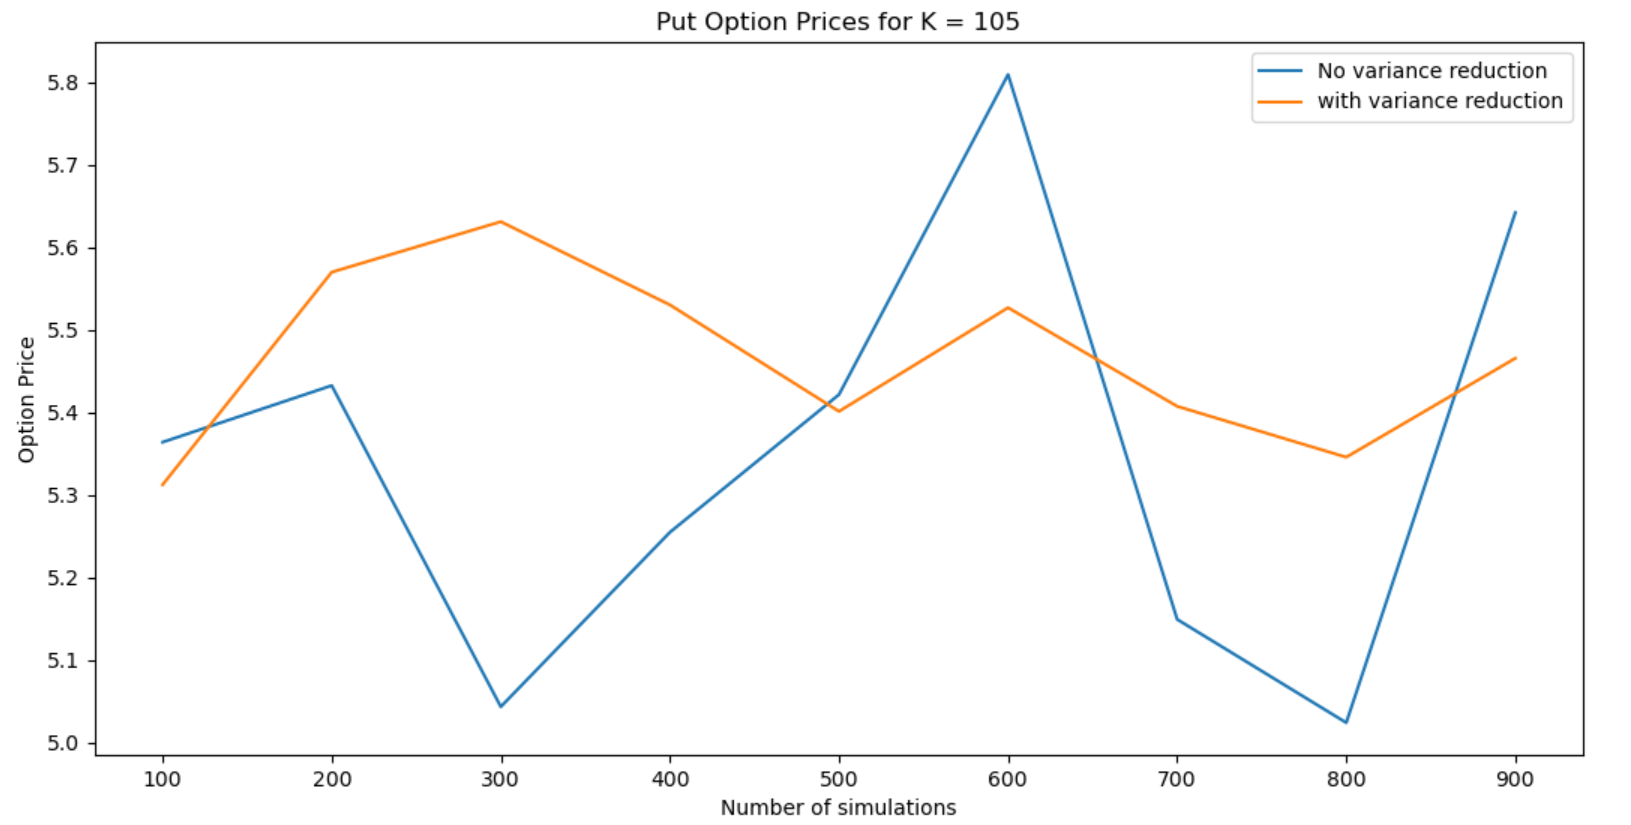 Put Option Prices for K = 105
No variance reduction
with variance reduction
5.8
5.7
5.6
5.5
5.4
5.3
5.2
5.1
5.0
Option Price
100 200 300 400 500 600 700 800 900
Number of simulations